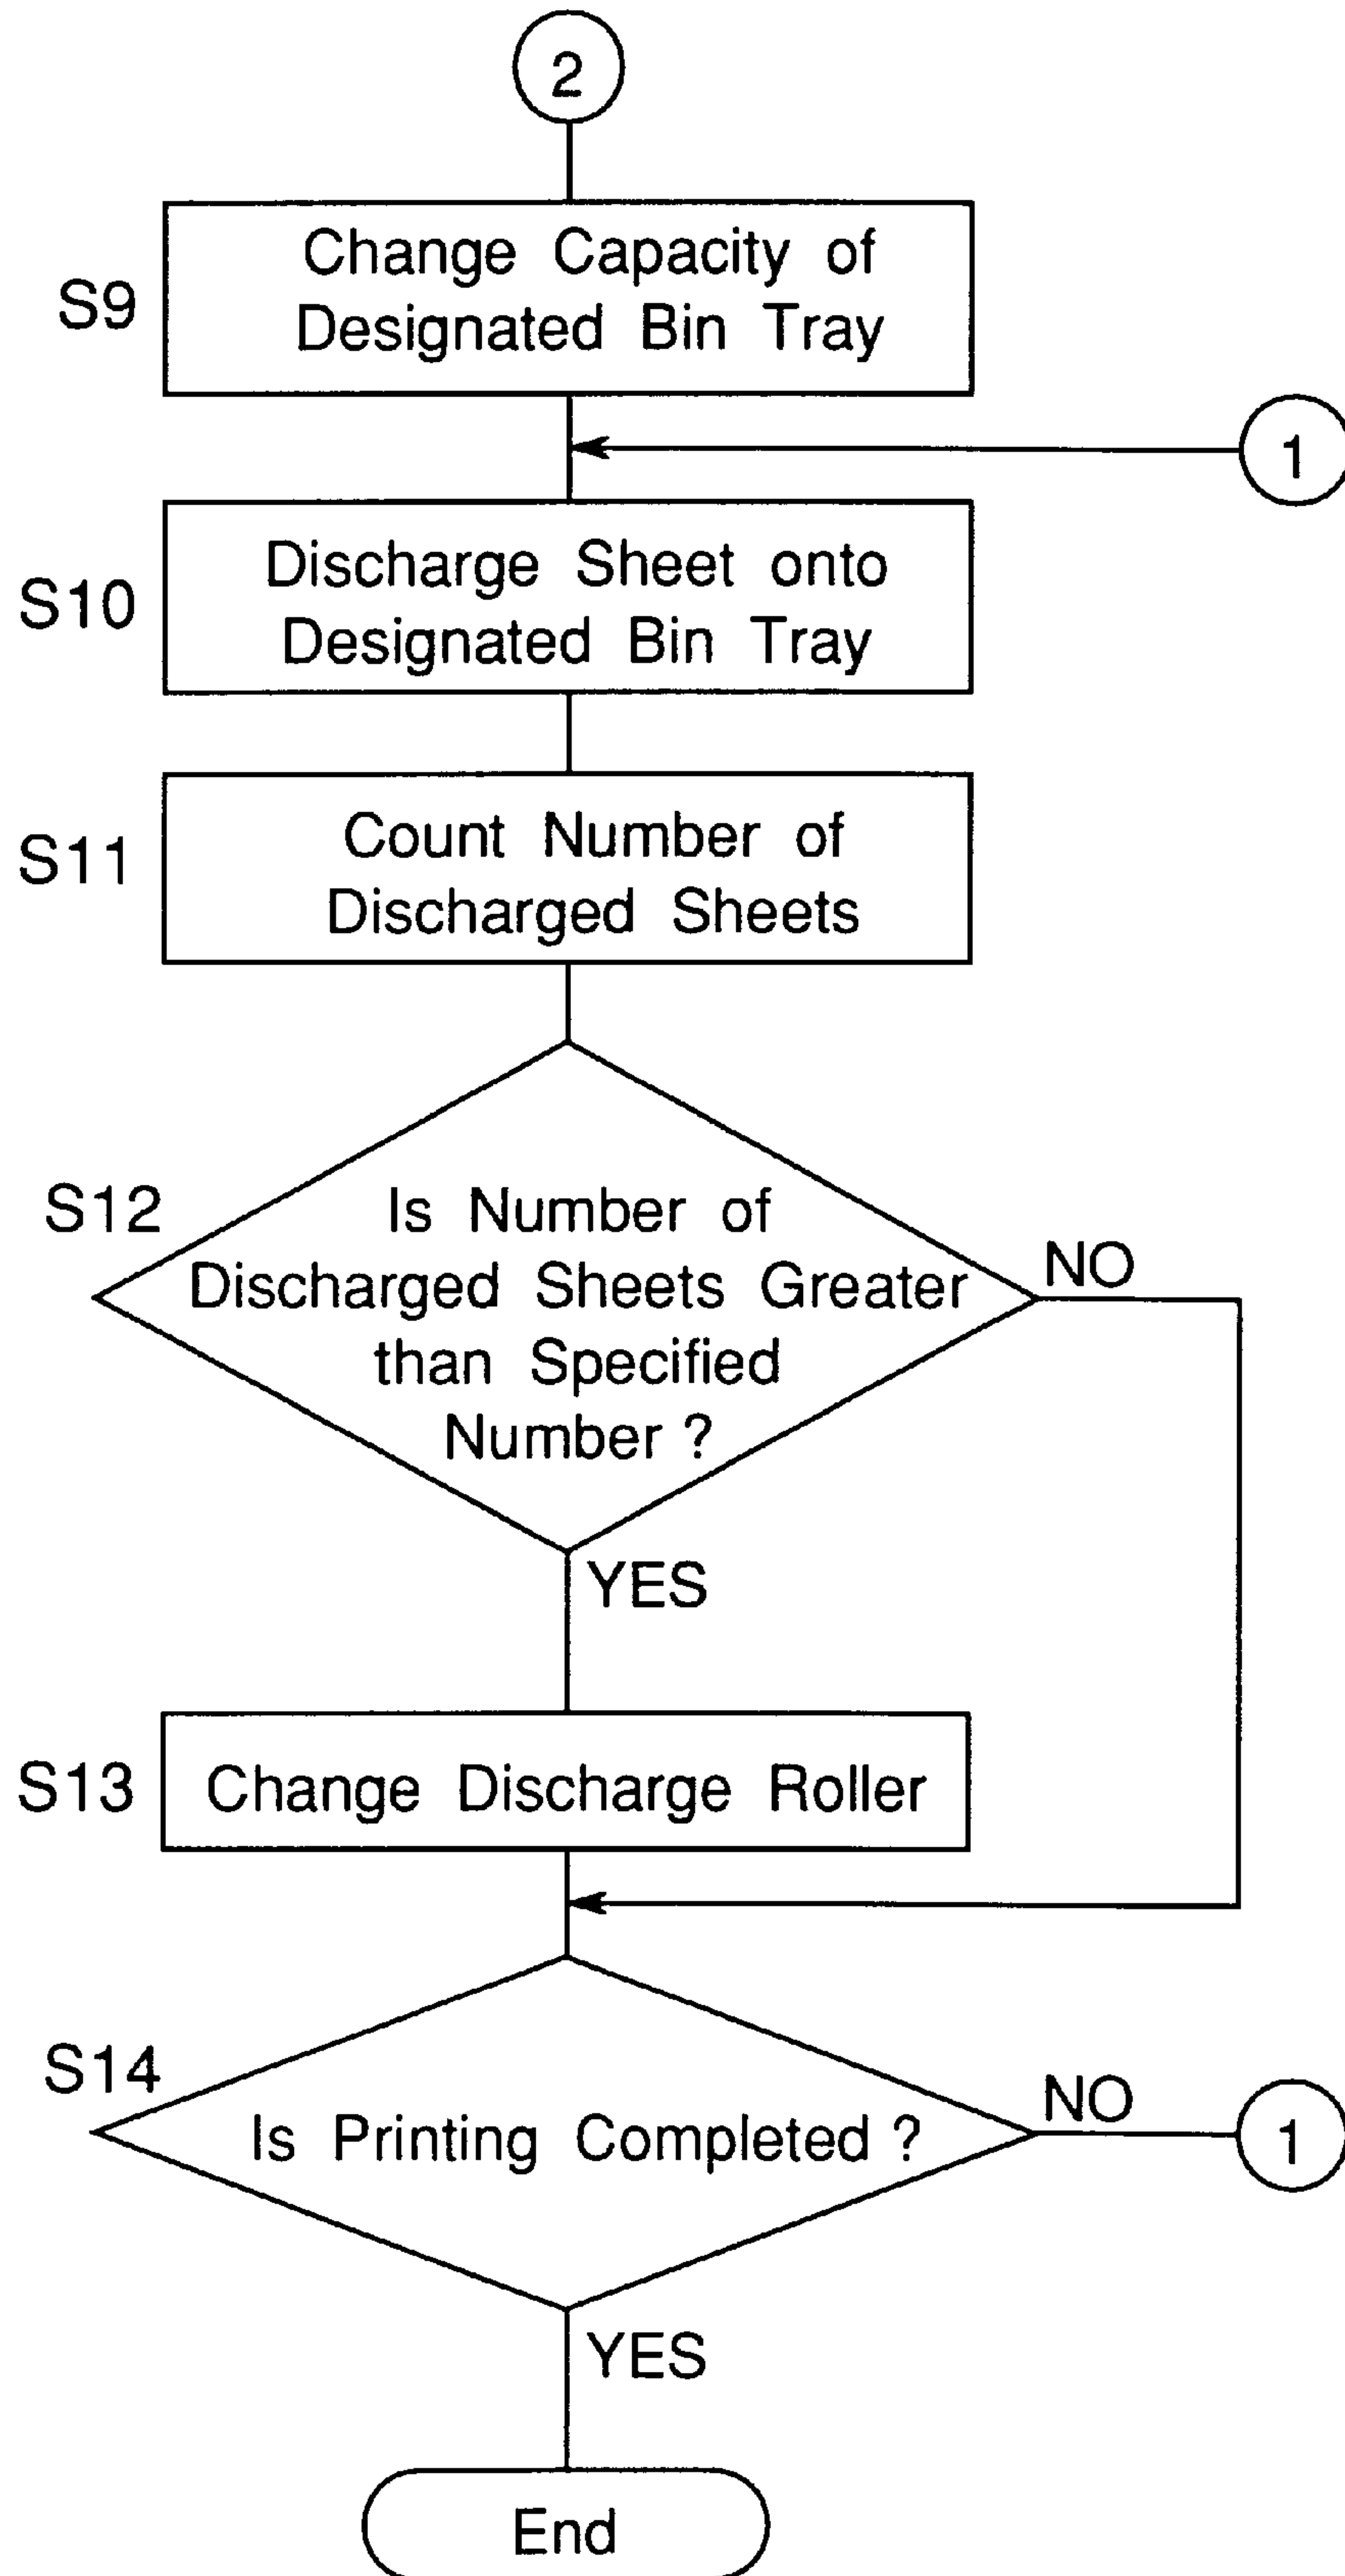 2
S9
Change Capacity of
Designated Bin Tray
1
S10
Discharge Sheet onto
Designated Bin Tray
S11
Count Number of
Discharged Sheets
S12
Is Number of
Discharged Sheets Greater
than Specified
Number ?
NO
YES
S13
Change Discharge Roller
S14
Is Printing Completed ?
NO
1
YES
End